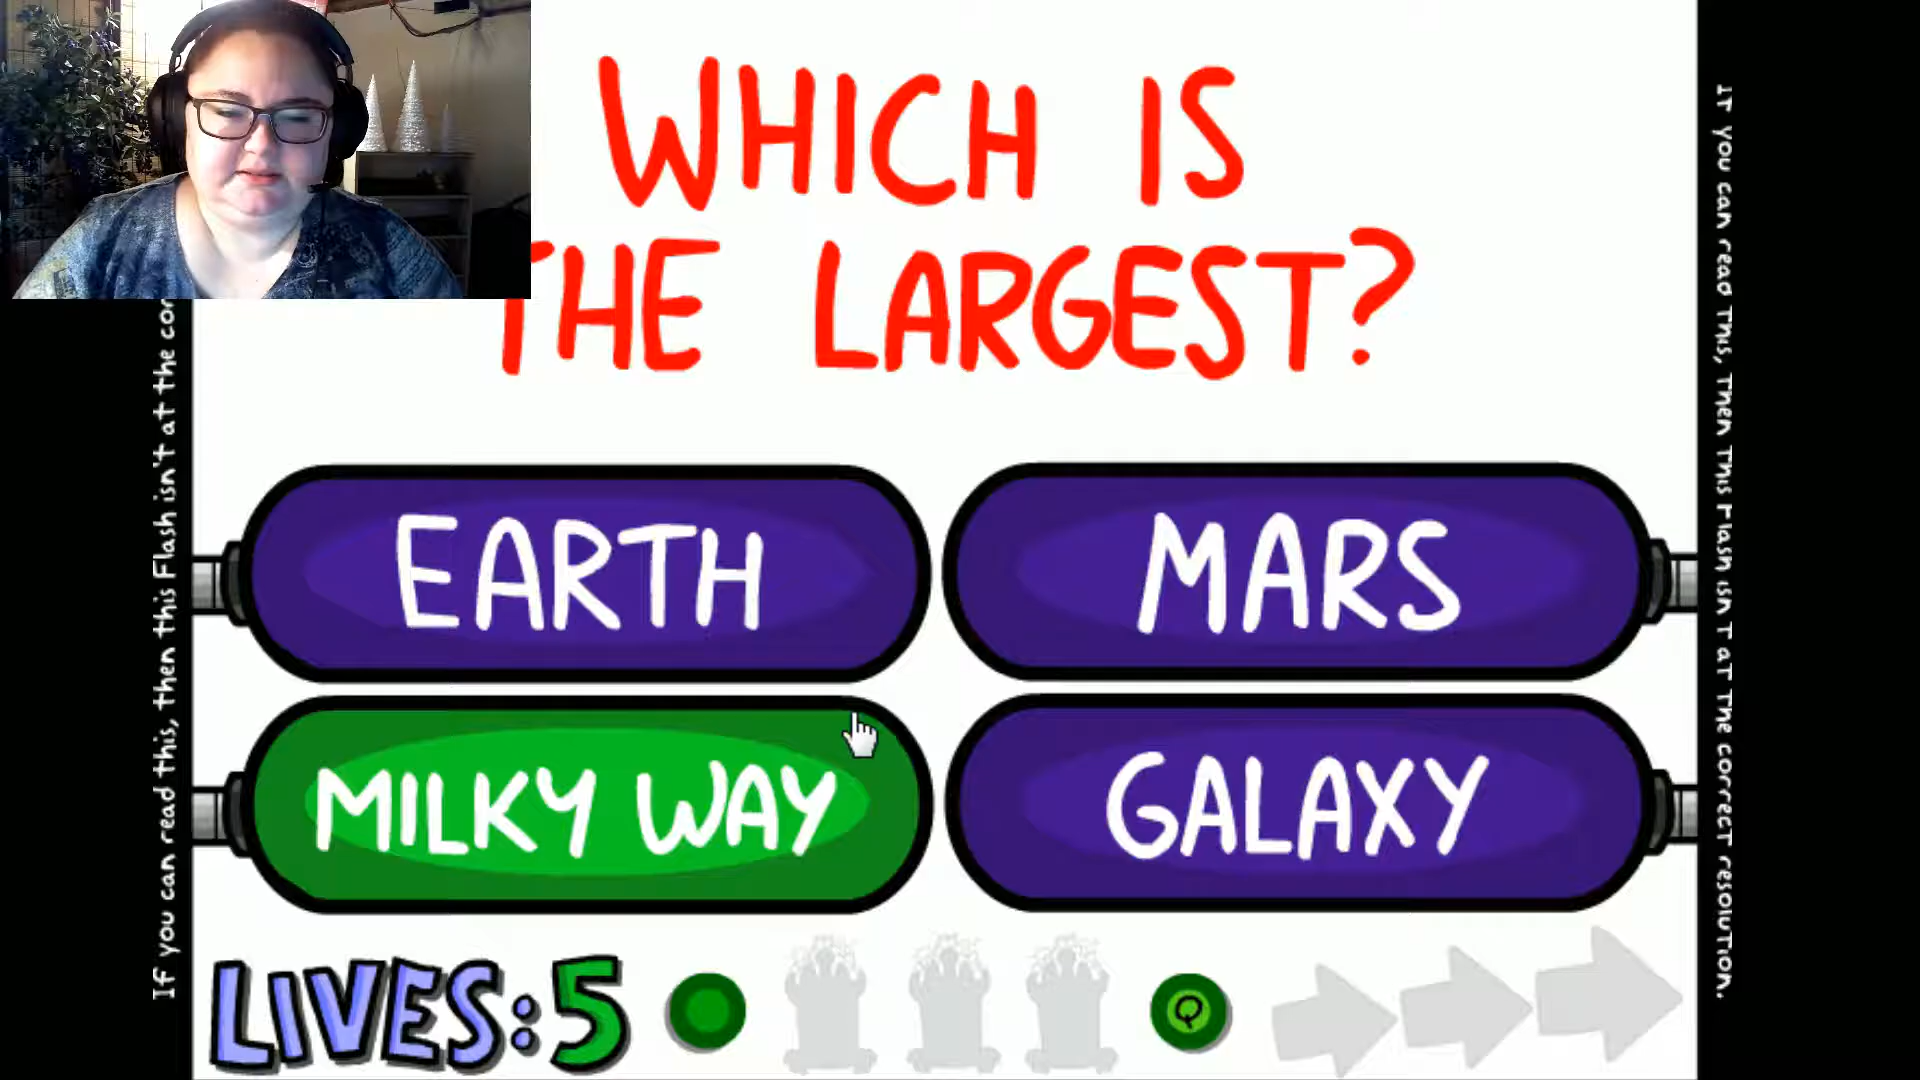 WHICH IS
THE LARGEST?
EARTH
MARS
MILKY WAY
GALAXY
LIVES:5
Q
If you can read this, then this Flash isn't at the cor
If you can read this, then this Flash isn't at the correct resolution.